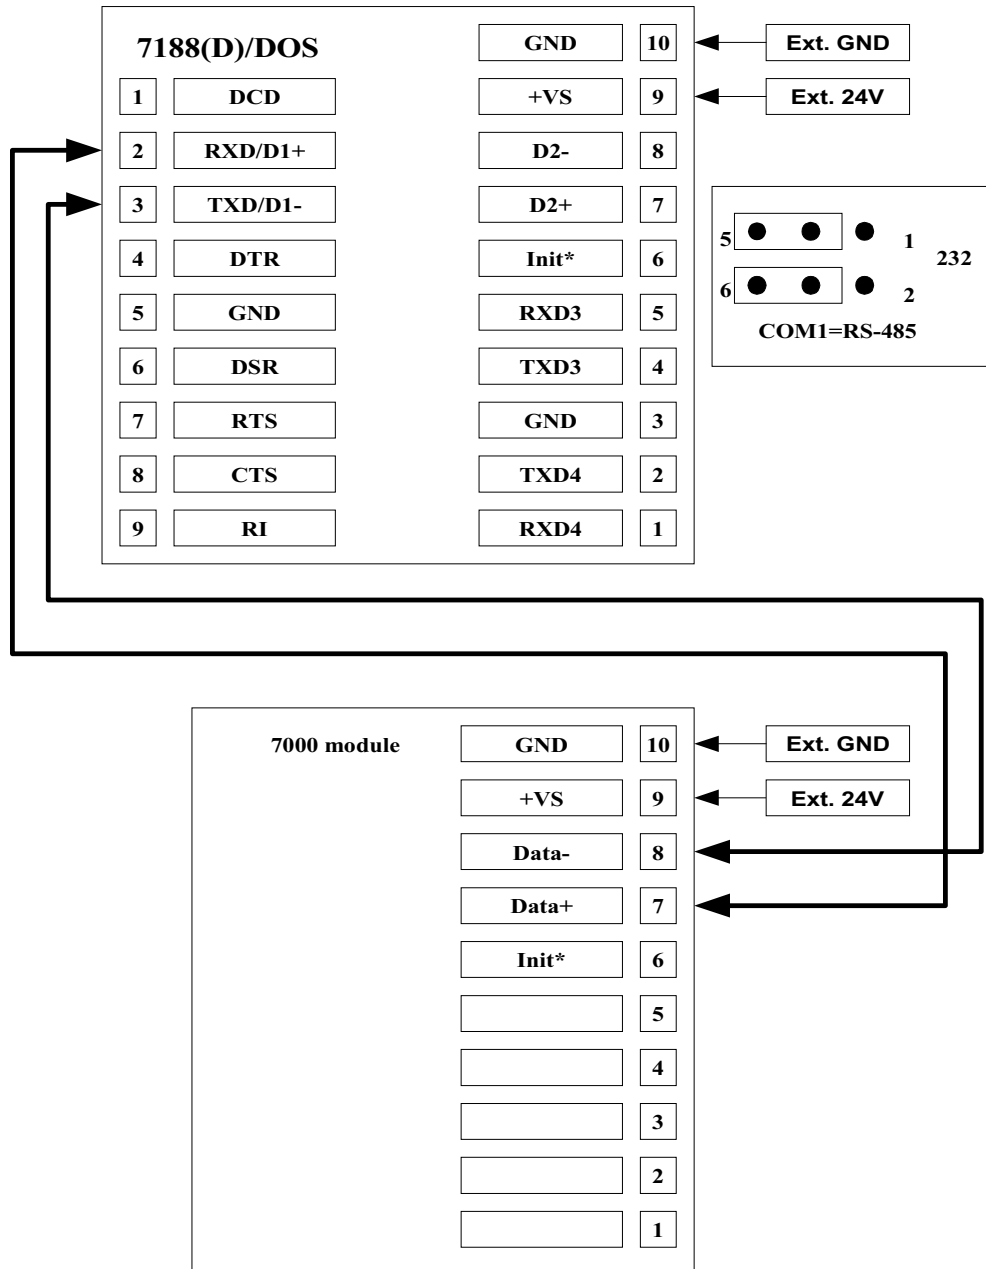 7188(D)/DOS
GND 10 Ext. GND
1 DCD +VS 9 Ext. 24V
2 RXD/D1+ D2- 8
3 TXD/D1- D2+ 7
4 DTR Init* 6
5 GND RXD3 5
6 DSR TXD3 4
7 RTS GND 3
8 CTS TXD4 2
9 RI RXD4 1
5 1
232
6 2
COM1=RS-485
7000 module GND 10 Ext. GND
+VS 9 Ext. 24V
Data- 8
Data+ 7
Init* 6
5
4
3
2
1